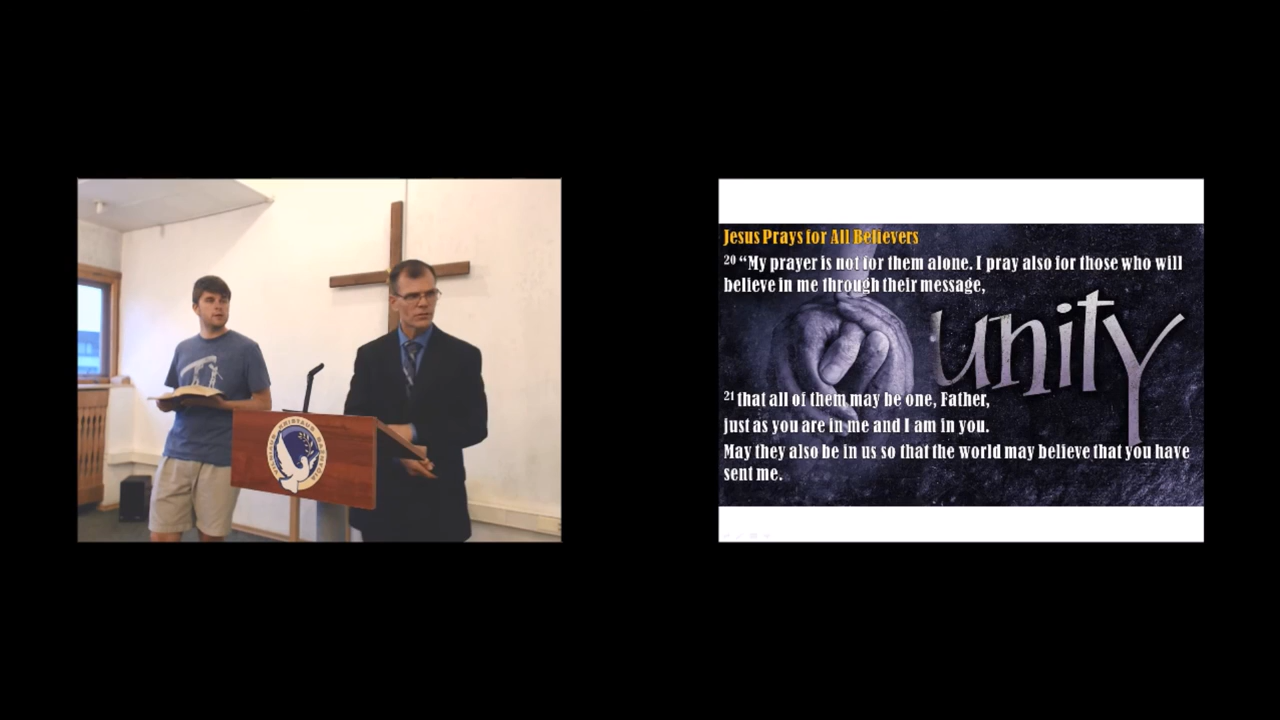 VILNIAUS KRISTAUS BAŽNYČIA
Jesus Prays for All Believers
20 “My prayer is not for them alone. I pray also for those who will
believe in me through their message,
unity
21 that all of them may be one, Father,
just as you are in me and I am in you.
May they also be in us so that the world may believe that you have
sent me.